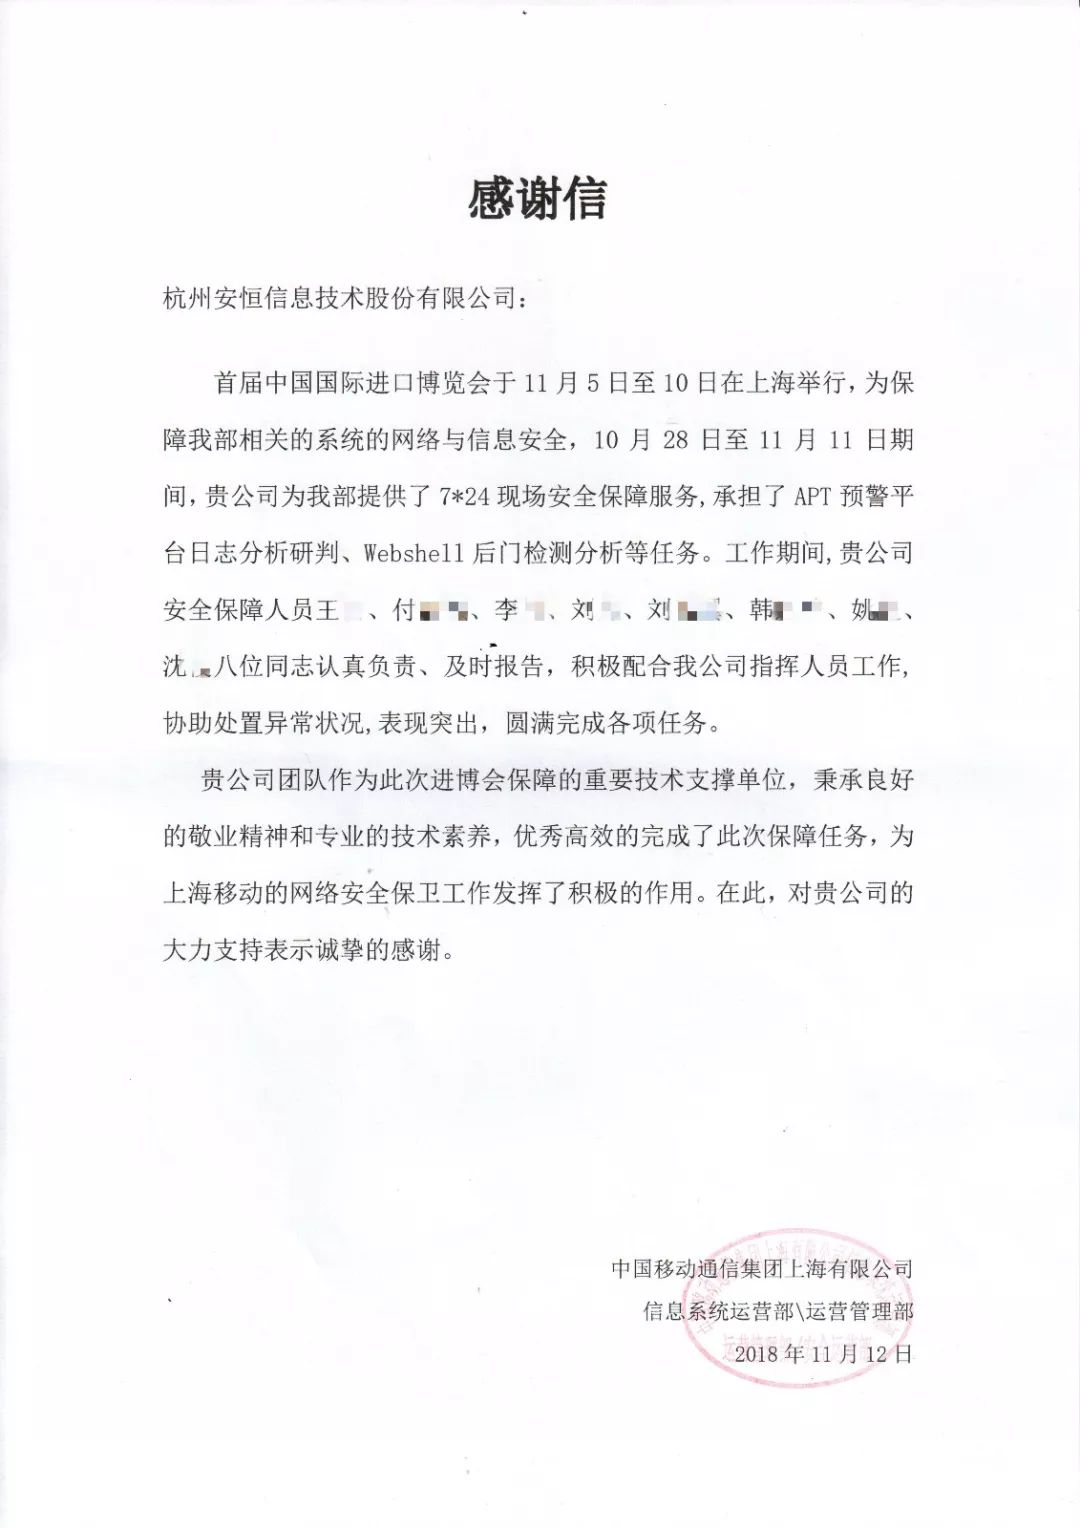 感谢信
杭州安恒信息技术股份有限公司：
首届中国国际进口博览会于11月5日至10日在上海举行，为保
障我部相关的系统的网络与信息安全，10 月 28 日至 11 月 11 日期
间，贵公司为我部提供了 7*24 现场安全保障服务,承担了 APT 预警平
台日志分析研判、Webshell 后门检测分析等任务。工作期间,贵公司
安全保障人员王、付、李、刘、刘、韩、姚、
沈八位同志认真负责、及时报告，积极配合我公司指挥人员工作,
协助处置异常状况,表现突出，圆满完成各项任务。
贵公司团队作为此次进博会保障的重要技术支撑单位，秉承良好
的敬业精神和专业的技术素养，优秀高效的完成了此次保障任务，为
上海移动的网络安全保卫工作发挥了积极的作用。在此，对贵公司的
大力支持表示诚挚的感谢。
中国移动通信集团上海有限公司
信息系统运营部\运营管理部
2018 年 11 月 12 日